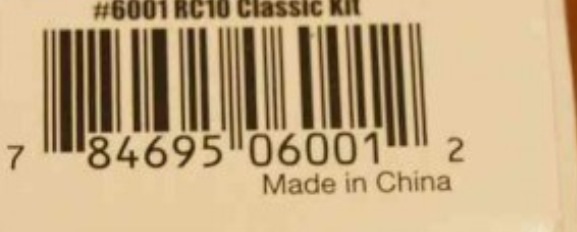 #6001 RC10 Classic Kit
7 84695 06001 2
Made in China